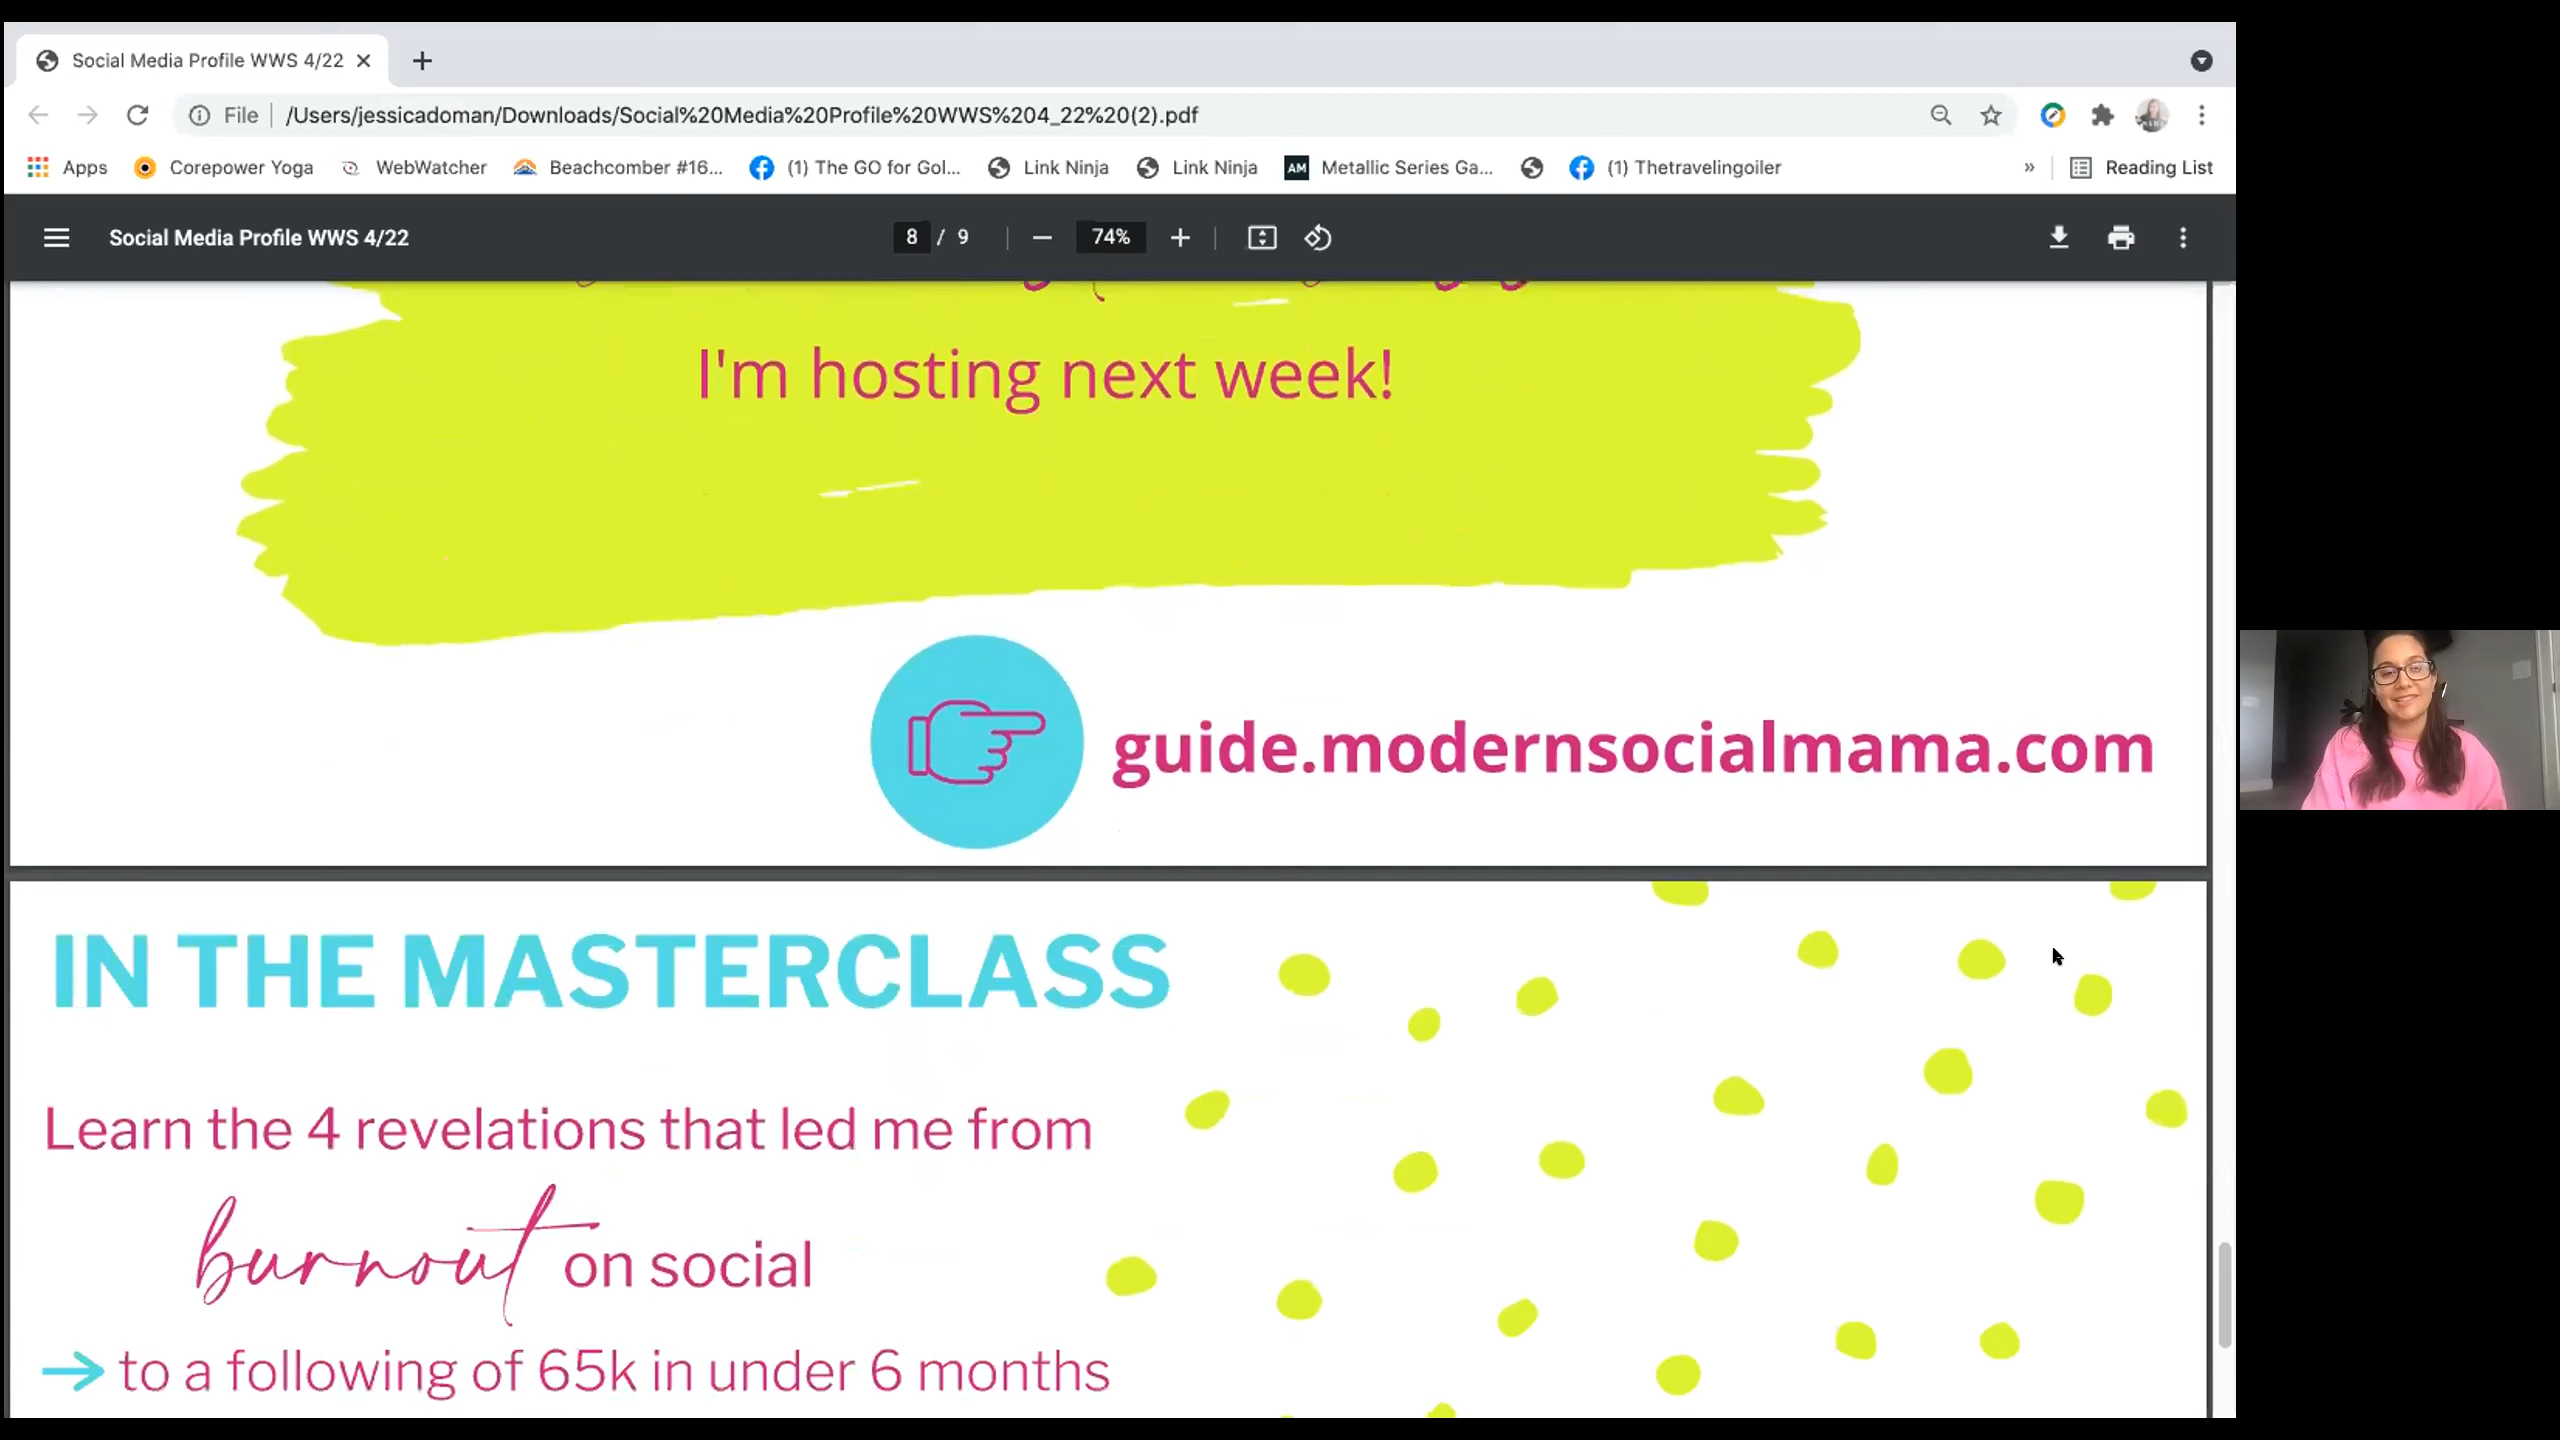 Social Media Profile WWS 4/22
File
/Users/jessicadoman/Downloads/Social%20Media%20Profile%20WWS%204_22%20(2).pdf
Apps
Corepower Yoga
WebWatcher
Beachcomber #16...
(1) The GO for Gol...
Link Ninja
Link Ninja
AM
Metallic Series Ga...
(1) Thetravelingoiler
»
Reading List
Social Media Profile WWS 4/22
8 / 9
74%
I'm hosting next week!
guide.modernsocialmama.com
IN THE MASTERCLASS
Learn the 4 revelations that led me from
burnout on social
to a following of 65k in under 6 months